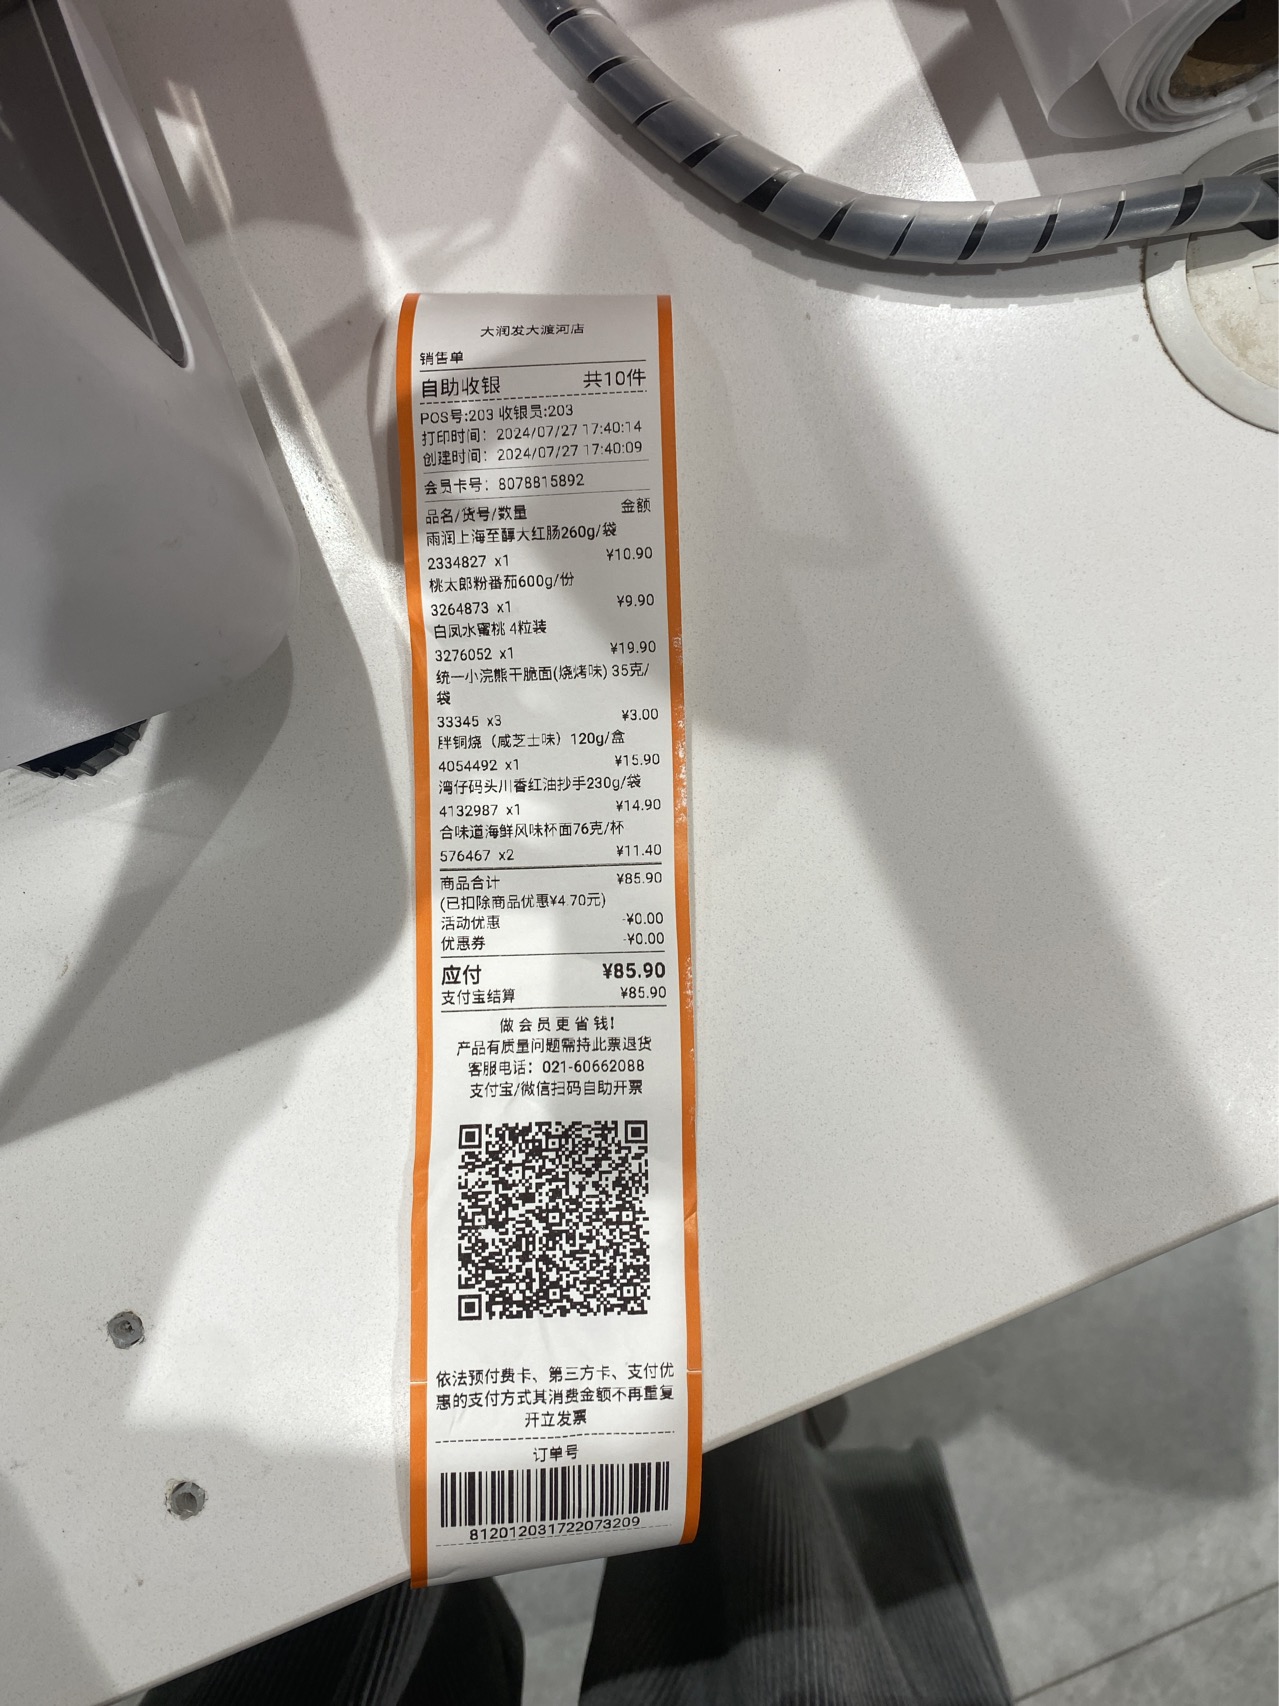 大润发大渡河店
销售单
自助收银 共10件
POS号:203 收银员:203
打印时间: 2024/07/27 17:40:14
创建时间: 2024/07/27 17:40:09
会员卡号: 8078815892
品名/货号/数量 金额
雨润上海至醇大红肠260g/袋
2334827 x1 ¥10.90
桃太郎粉番茄600g/份
3264873 x1 ¥9.90
白凤水蜜桃 4粒装
3276052 x1 ¥19.90
统一小浣熊干脆面(烧烤味) 35克/
袋
33345 x3 ¥3.00
胖铜烧（咸芝士味）120g/盒
4054492 x1 ¥15.90
湾仔码头川香红油抄手230g/袋
4132987 x1 ¥14.90
合味道海鲜风味杯面76克/杯
576467 x2 ¥11.40
商品合计 ¥85.90
(已扣除商品优惠¥4.70元)
活动优惠 -¥0.00
优惠券 -¥0.00
应付 ¥85.90
支付宝结算 ¥85.90
做会员更省钱!
产品有质量问题需持此票退货
客服电话: 021-60662088
支付宝/微信扫码自助开票
依法预付费卡、第三方卡、支付优
惠的支付方式其消费金额不再重复
开立发票
订单号
812012031722073209